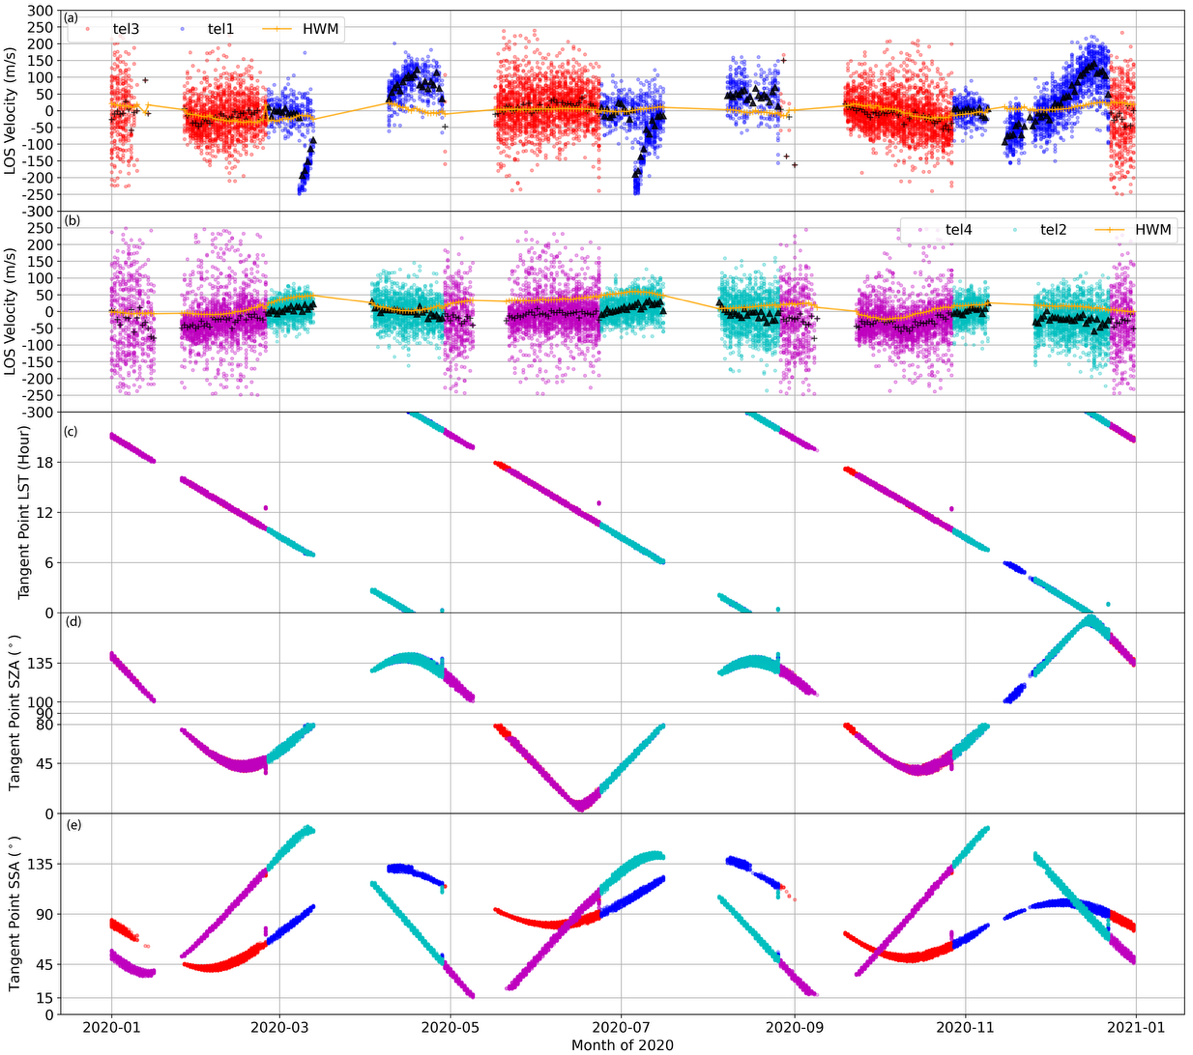 (a)
tel3 tel1 HWM
300
250
200
150
100
50
0
-50
-100
-150
-200
-250
-300
LOS Velocity (m/s)
(b)
tel4 tel2 HWM
250
200
150
100
50
0
-50
-100
-150
-200
-250
-300
LOS Velocity (m/s)
(c)
18
12
6
0
Tangent Point LST (Hour)
(d)
135
100
90
80
45
0
Tangent Point SZA (°)
(e)
135
90
45
15
0
Tangent Point SSA (°)
2020-01 2020-03 2020-05 2020-07 2020-09 2020-11 2021-01
Month of 2020